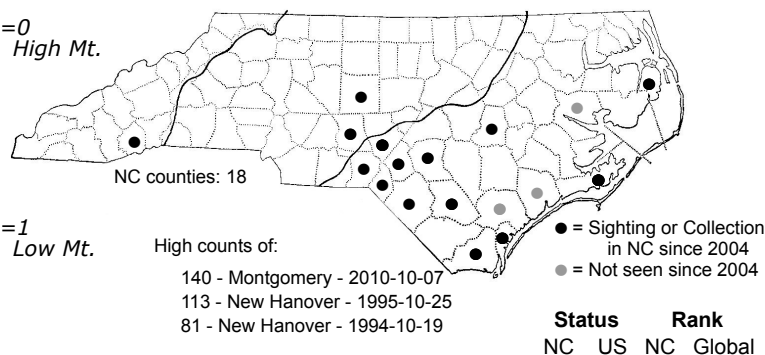 =0
High Mt.
NC counties: 18
=1
Low Mt.
High counts of:
140 - Montgomery - 2010-10-07
113 - New Hanover - 1995-10-25
81 - New Hanover - 1994-10-19
= Sighting or Collection
in NC since 2004
= Not seen since 2004
Status Rank
NC US NC Global